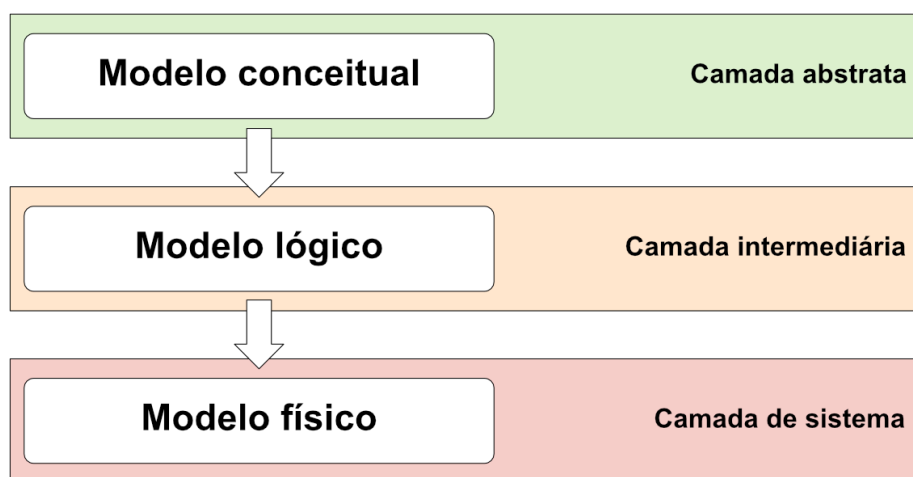 Modelo conceitual
Camada abstrata
Modelo lógico
Camada intermediária
Modelo físico
Camada de sistema